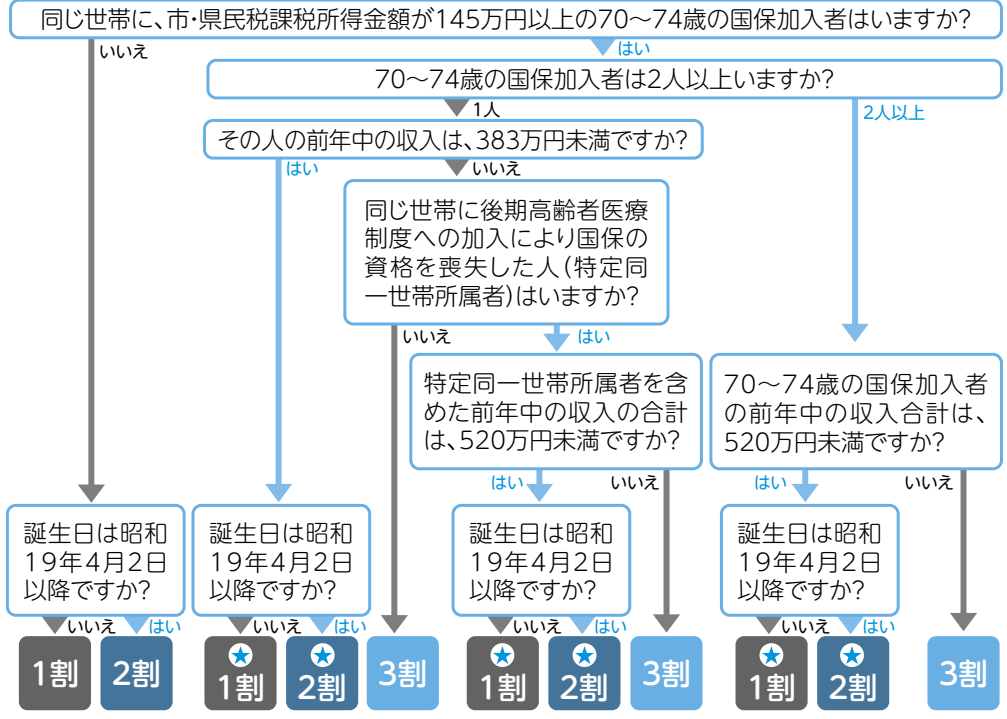 同じ世帯に、市・県民税課税所得金額が145万円以上の70〜74歳の国保加入者はいますか?
いいえ
はい
70〜74歳の国保加入者は2人以上いますか?
1人
2人以上
その人の前年中の収入は、383万円未満ですか?
はい
いいえ
同じ世帯に後期高齢者医療
制度への加入により国保の
資格を喪失した人(特定同
一世帯所属者)はいますか?
いいえ
はい
特定同一世帯所属者を含
めた前年中の収入の合計
は、520万円未満ですか?
70〜74歳の国保加入者
の前年中の収入合計は、
520万円未満ですか?
はい
いいえ
はい
いいえ
誕生日は昭和
19年4月2日
以降ですか?
誕生日は昭和
19年4月2日
以降ですか?
誕生日は昭和
19年4月2日
以降ですか?
誕生日は昭和
19年4月2日
以降ですか?
いいえ
はい
いいえ
はい
いいえ
はい
いいえ
はい
1割
2割
★1割
★2割
3割
★1割
★2割
3割
★1割
★2割
3割